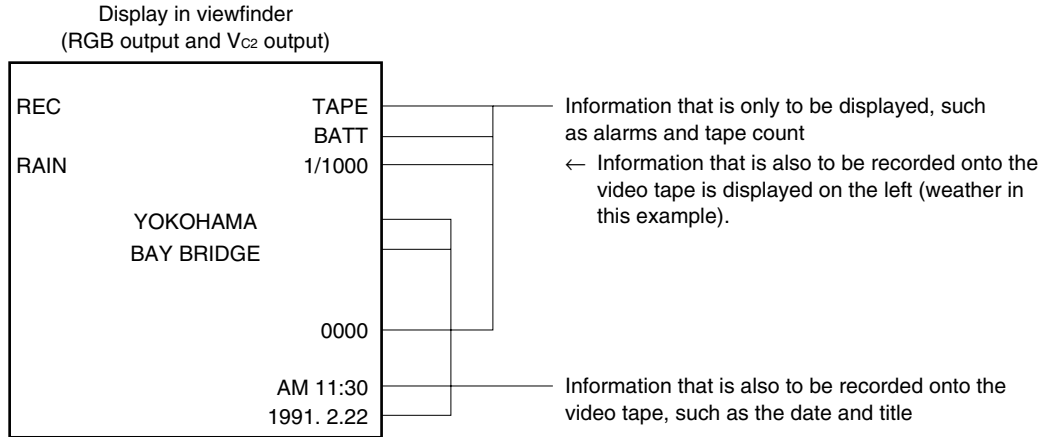 Display in viewfinder
(RGB output and VC2 output)
REC
TAPE
BATT
RAIN
1/1000
YOKOHAMA
BAY BRIDGE
0000
AM 11:30
1991. 2.22
Information that is only to be displayed, such
as alarms and tape count
← Information that is also to be recorded onto the
video tape is displayed on the left (weather in
this example).
Information that is also to be recorded onto the
video tape, such as the date and title